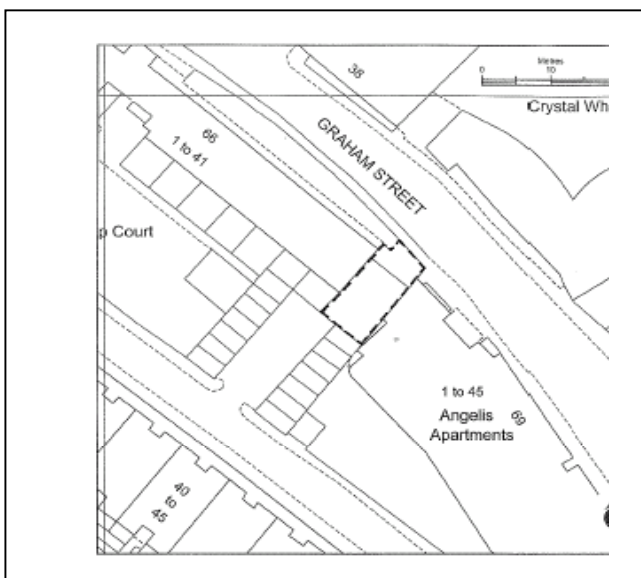 Metres
0 10
38
Crystal Wh
GRAHAM STREET
66
1 to 41
p Court
1 to 45
Angelis
Apartments
69
40
to
45